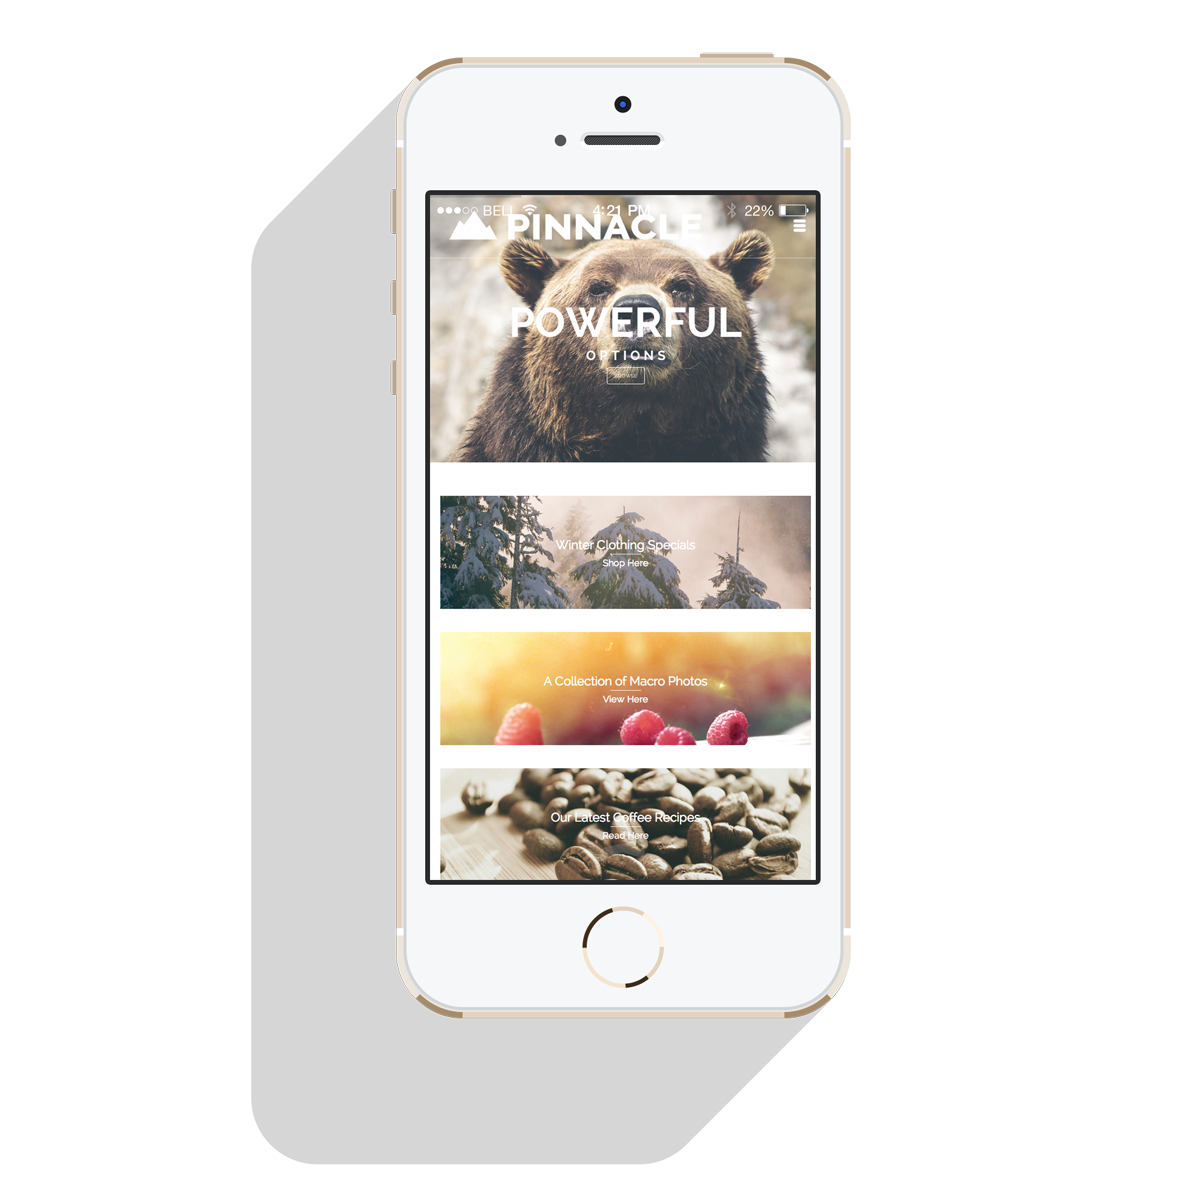 BELL 4:21 PM 22%
PINNACLE
POWERFUL
OPTIONS
BROWSE
Winter Clothing Specials
Shop Here
A Collection of Macro Photos
View Here
Our Latest Coffee Recipes
Read Here